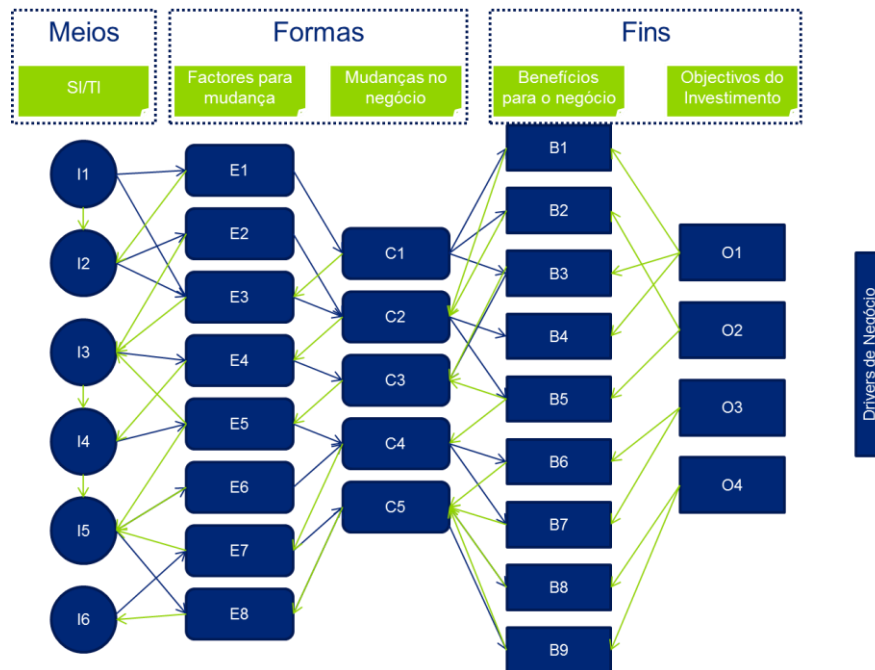 Meios
Formas
Fins
SI/TI
Factores para
mudança
Mudanças no
negócio
Benefícios
para o negócio
Objectivos do
Investimento
I1
I2
I3
I4
I5
I6
E1
E2
E3
E4
E5
E6
E7
E8
C1
C2
C3
C4
C5
B1
B2
B3
B4
B5
B6
B7
B8
B9
O1
O2
O3
O4
Drivers de Negócio